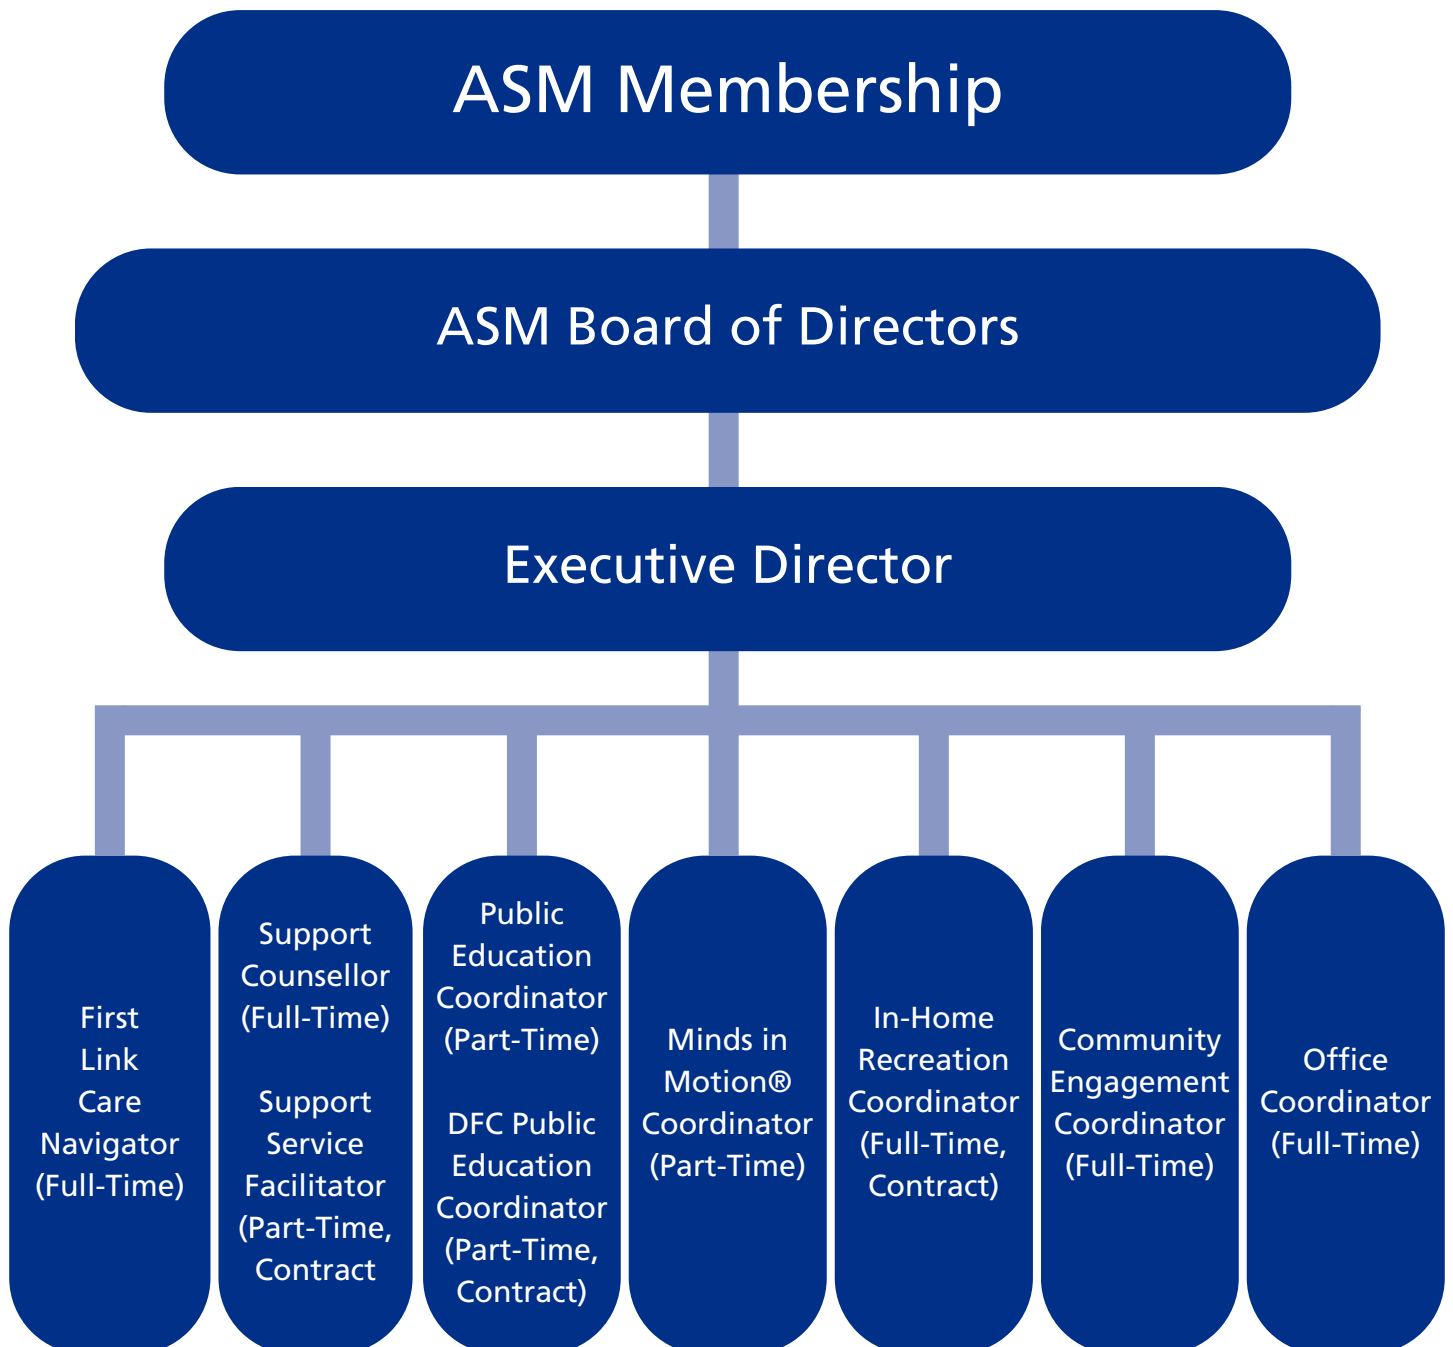 ASM Membership
ASM Board of Directors
Executive Director
First
Link
Care
Navigator
(Full-Time)
Support
Counsellor
(Full-Time)
Support
Service
Facilitator
(Part-Time,
Contract
Public
Education
Coordinator
(Part-Time)
DFC Public
Education
Coordinator
(Part-Time,
Contract)
Minds in
Motion®
Coordinator
(Part-Time)
In-Home
Recreation
Coordinator
(Full-Time,
Contract)
Community
Engagement
Coordinator
(Full-Time)
Office
Coordinator
(Full-Time)